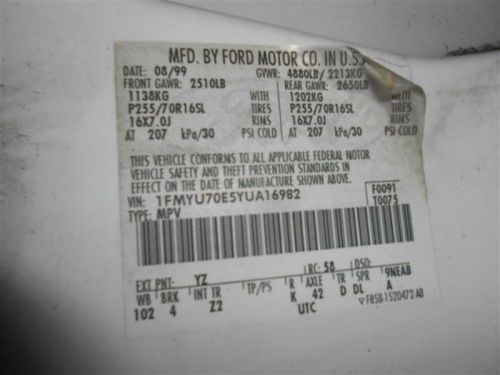 MFD. BY FORD MOTOR CO. IN U.S.
DATE: 08/99 GVWR: 4880LB/ 2213KG
FRONT GAWR: 2510LB REAR GAWR: 2650LB
1138KG WITH 1202KG WITH
P255/70R16SL TIRES P255/70R16SL TIRES
16X7.0J RIMS 16X7.0J RIMS
AT 207 kPa/30 PSI COLD AT 207 kPa/30 PSI COLD
THIS VEHICLE CONFORMS TO ALL APPLICABLE FEDERAL MOTOR
VEHICLE SAFETY AND THEFT PREVENTION STANDARDS IN
EFFECT ON THE DATE OF MANUFACTURE SHOWN ABOVE
VIN: 1FMYU70E5YUA16982 F0091
TYPE: MPV T0075
EXT PNT: YZ RC: 58 DSO:
WB BRK INT TR TP/PS R AXLE TR SPR 9NEAB
102 4 Z2 K 42 D DL A
UTC F85B-1520472-AB